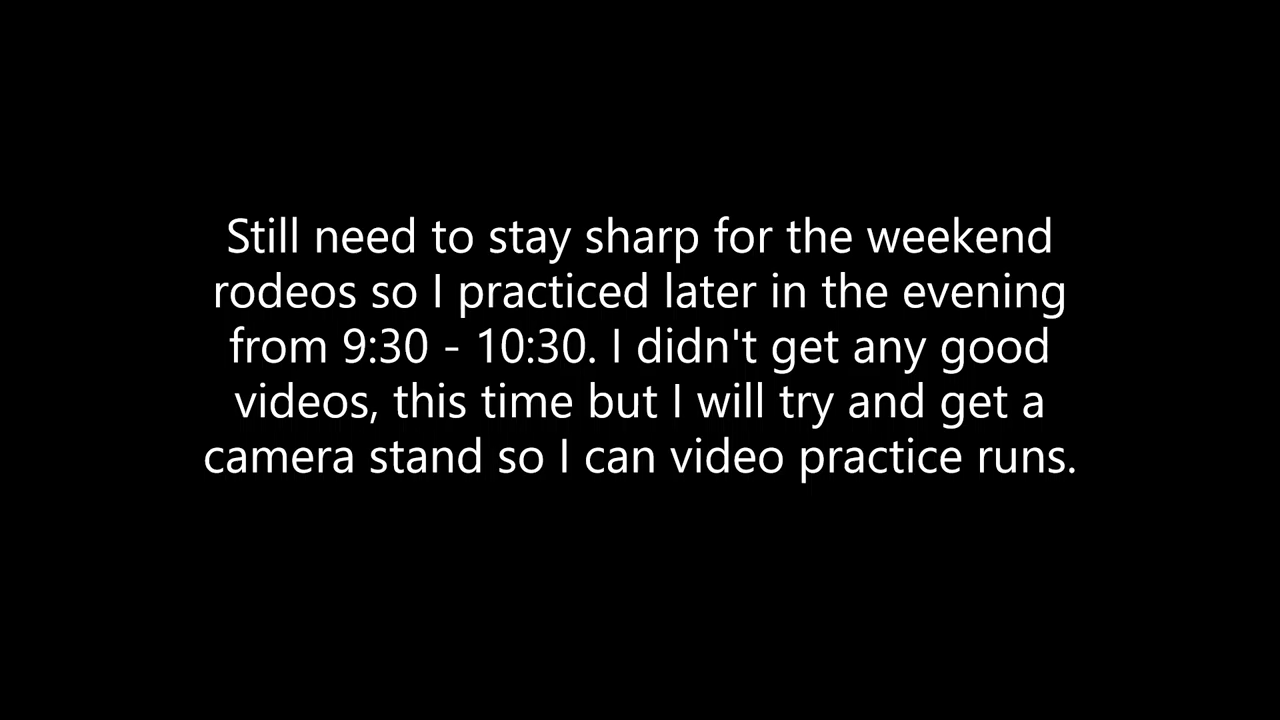 Still need to stay sharp for the weekend
rodeos so I practiced later in the evening
from 9:30 - 10:30. I didn't get any good
videos, this time but I will try and get a
camera stand so I can video practice runs.